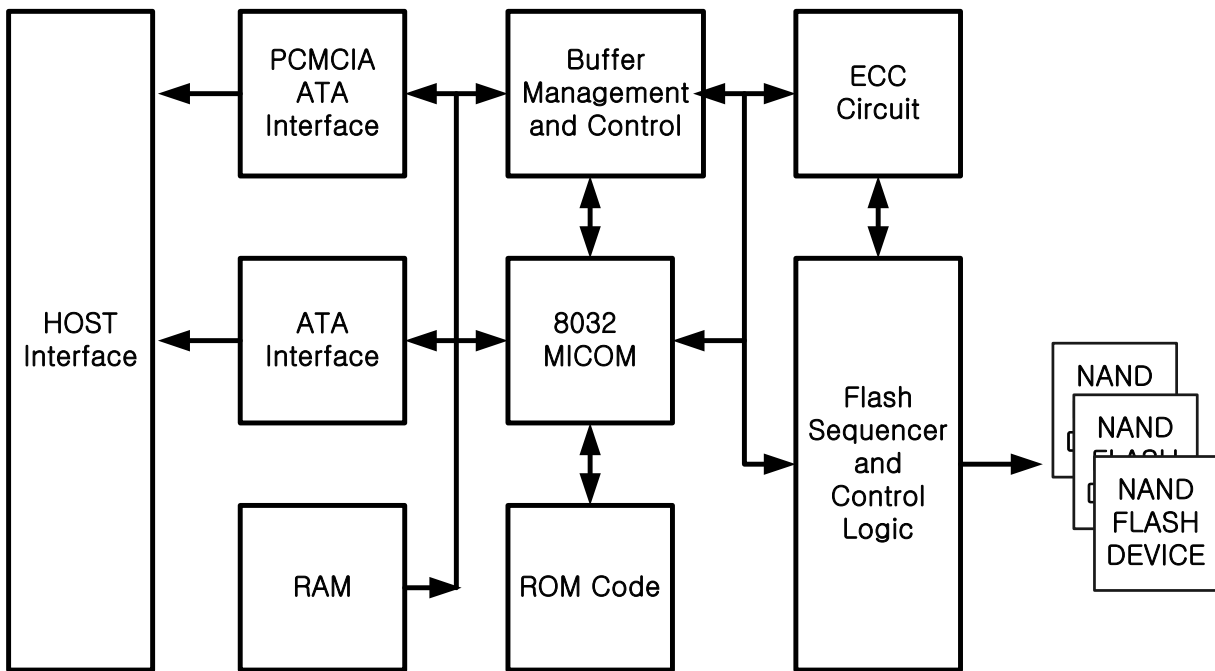 HOST
Interface
PCMCIA
ATA
Interface
Buffer
Management
and Control
ECC
Circuit
ATA
Interface
8032
MICOM
Flash
Sequencer
and
Control
Logic
RAM
ROM Code
NAND
NAND
FLASH
NAND
FLASH
DEVICE